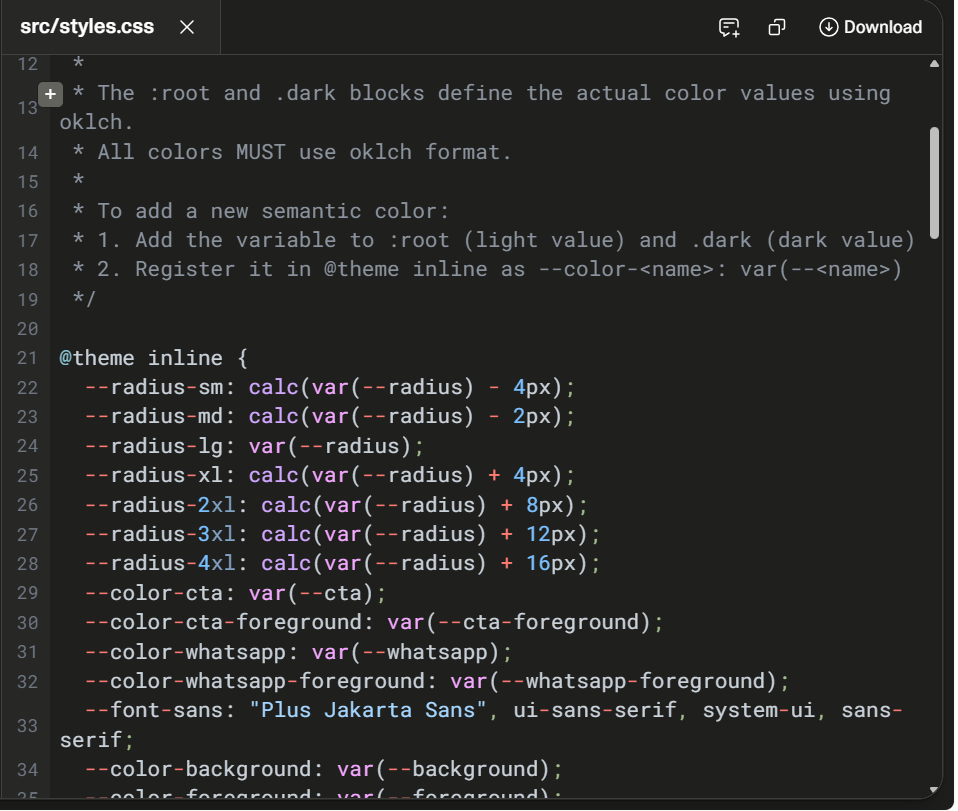 src/styles.css
Download
12 *
13 * The :root and .dark blocks define the actual color values using
oklch.
14 * All colors MUST use oklch format.
15 *
16 * To add a new semantic color:
17 * 1. Add the variable to :root (light value) and .dark (dark value)
18 * 2. Register it in @theme inline as --color-<name>: var(--<name>)
19 */
20
21 @theme inline {
22 --radius-sm: calc(var(--radius) - 4px);
23 --radius-md: calc(var(--radius) - 2px);
24 --radius-lg: var(--radius);
25 --radius-xl: calc(var(--radius) + 4px);
26 --radius-2xl: calc(var(--radius) + 8px);
27 --radius-3xl: calc(var(--radius) + 12px);
28 --radius-4xl: calc(var(--radius) + 16px);
29 --color-cta: var(--cta);
30 --color-cta-foreground: var(--cta-foreground);
31 --color-whatsapp: var(--whatsapp);
32 --color-whatsapp-foreground: var(--whatsapp-foreground);
33 --font-sans: "Plus Jakarta Sans", ui-sans-serif, system-ui, sans-
serif;
34 --color-background: var(--background);
35 --color-foreground: var(--foreground);